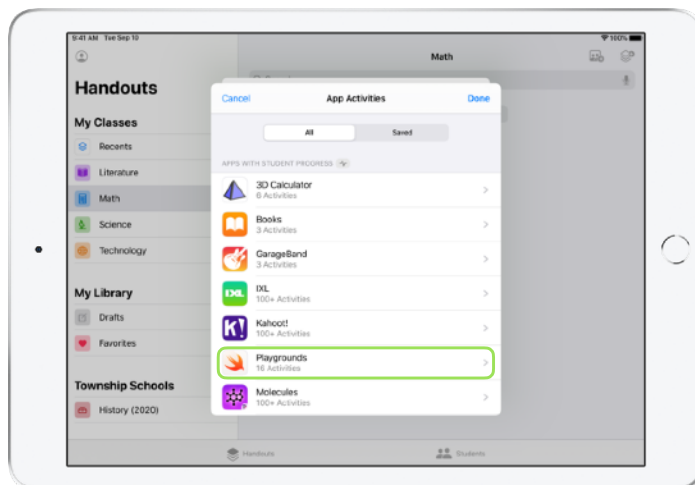 9:41 AM Tue Sep 10
100%
Math
Handouts
Cancel
App Activities
Done
My Classes
All
Saved
Recents
APPS WITH STUDENT PROGRESS
Literature
3D Calculator
6 Activities
Math
Books
3 Activities
Science
GarageBand
3 Activities
Technology
IXL
IXL
100+ Activities
My Library
Drafts
K!
Kahoot!
100+ Activities
Favorites
Playgrounds
16 Activities
Township Schools
Molecules
100+ Activities
History (2020)
Handouts
Students